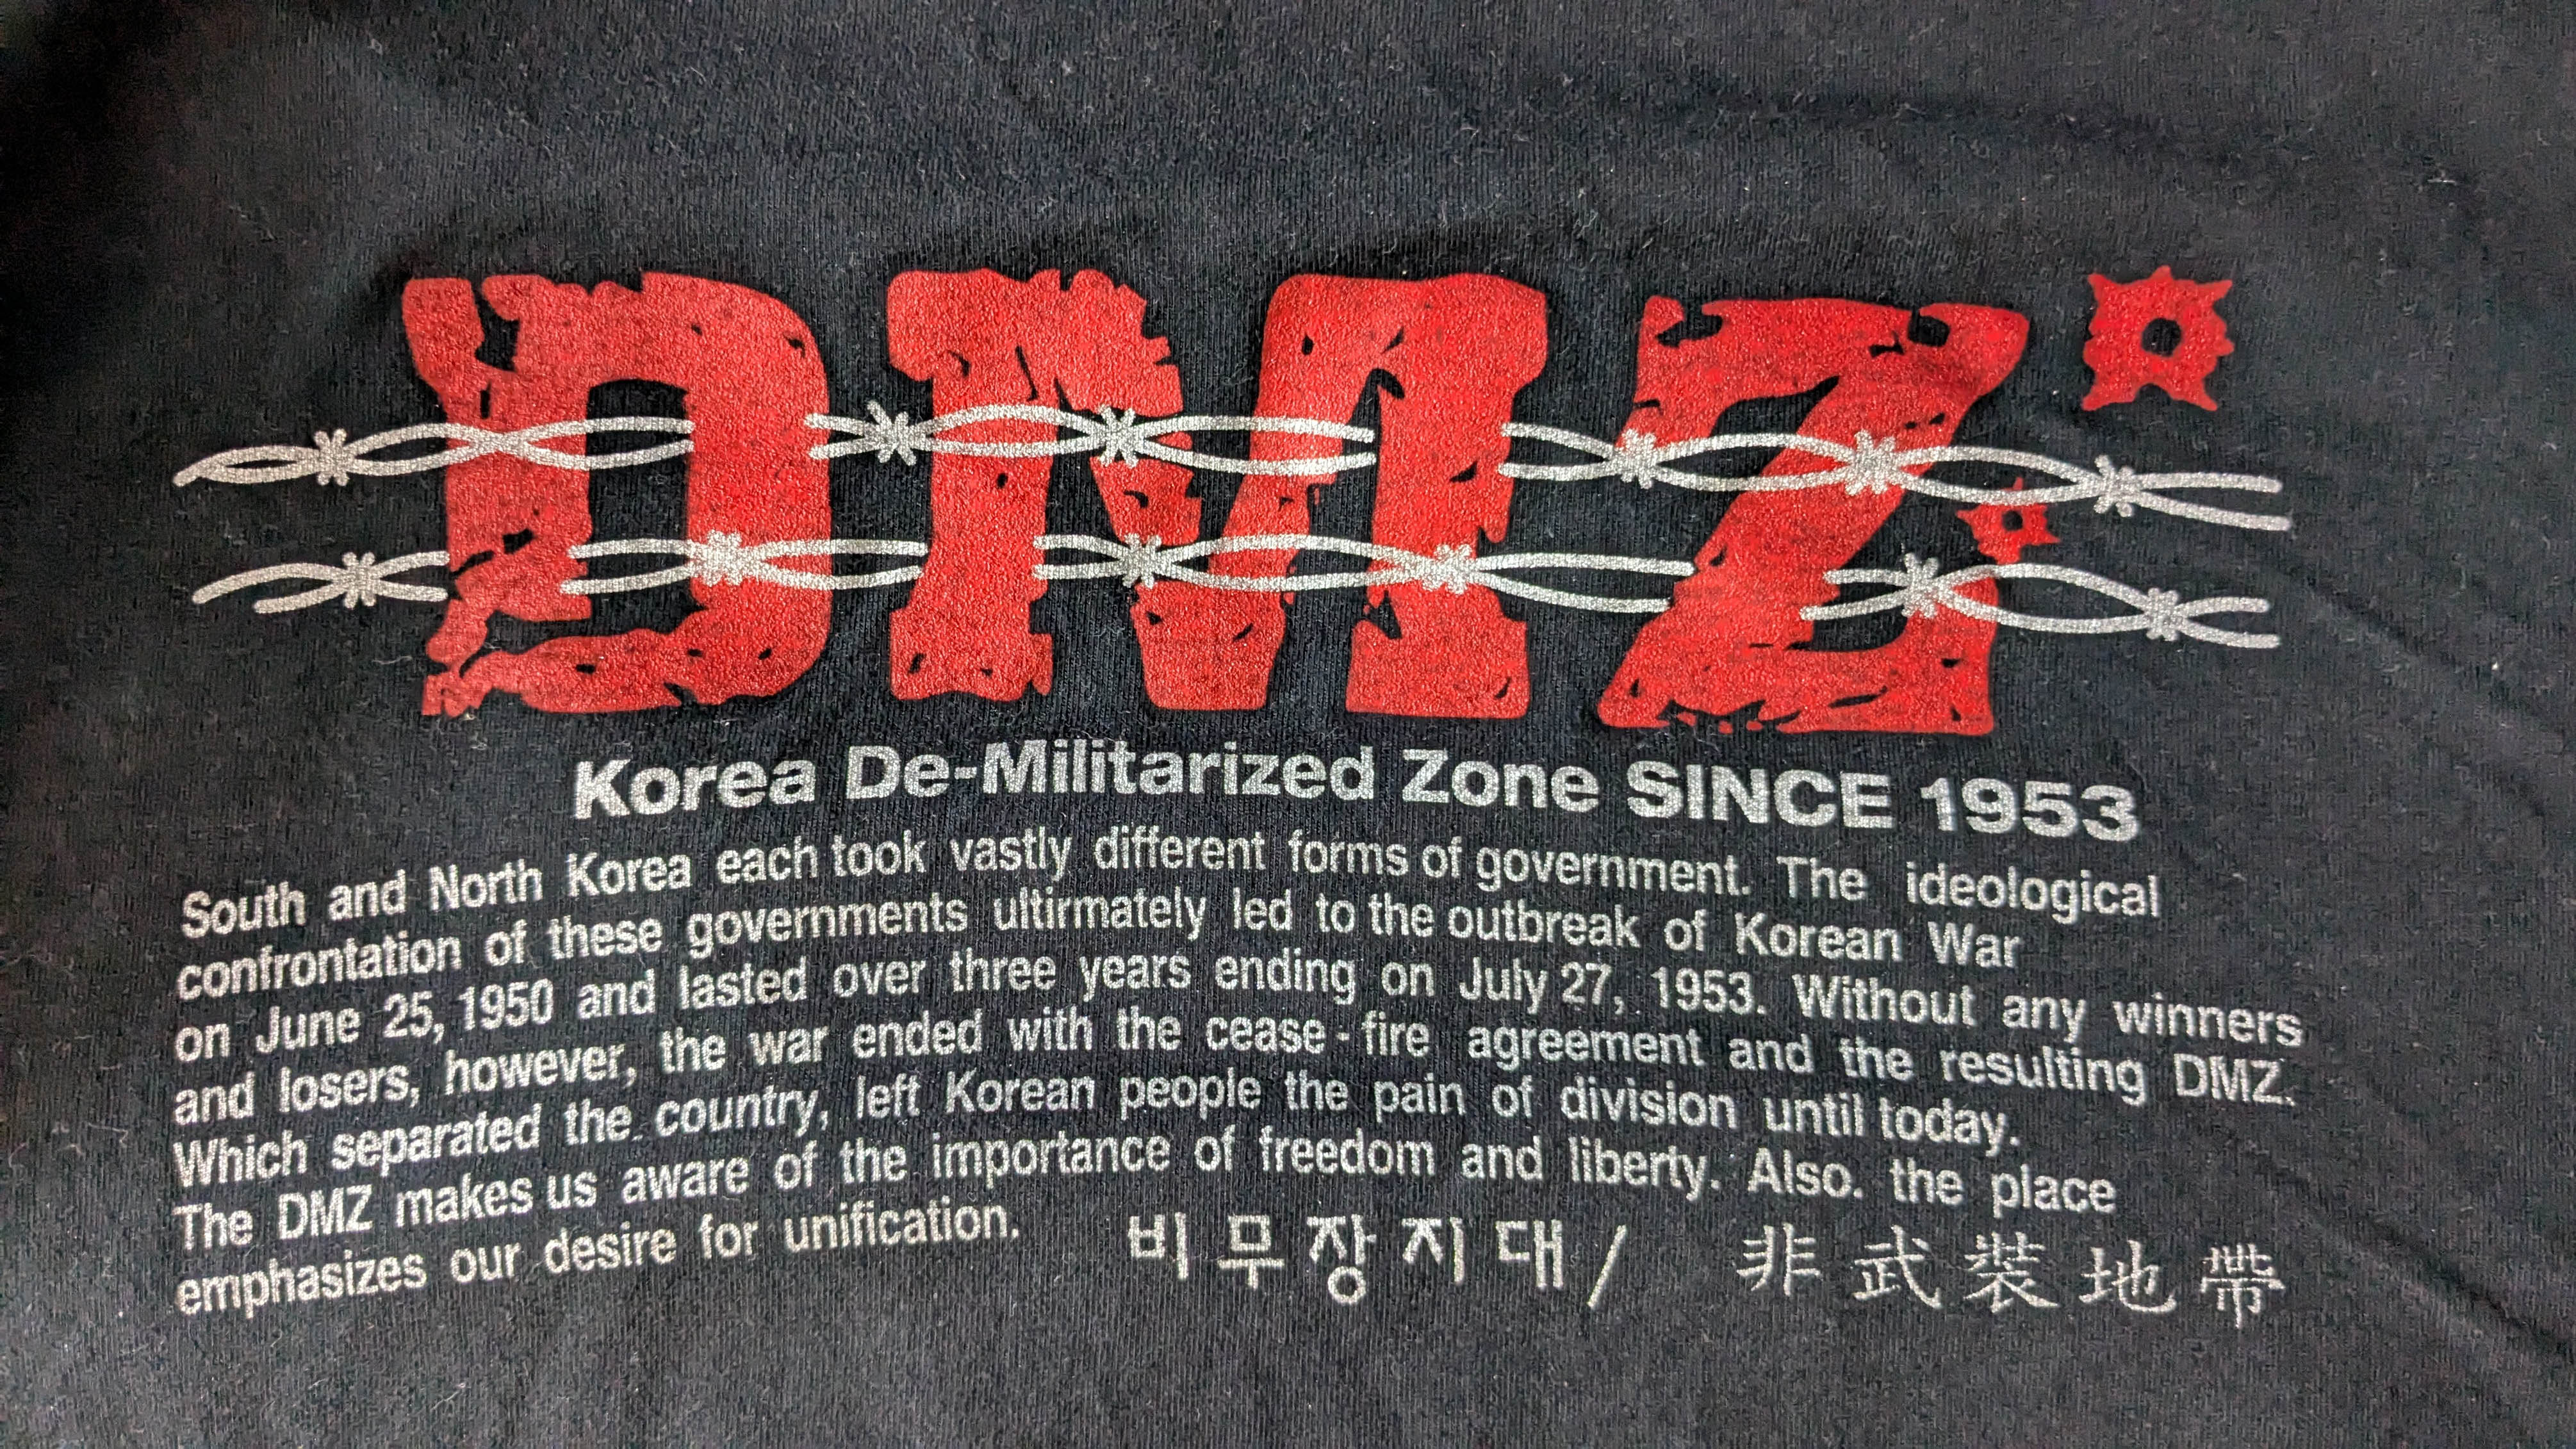 DMZ
Korea De-Militarized Zone SINCE 1953
South and North Korea each took vastly different forms of government. The ideological
confrontation of these governments ultirmately led to the outbreak of Korean War
on June 25, 1950 and lasted over three years ending on July 27, 1953. Without any winners
and losers, however, the war ended with the cease-fire agreement and the resulting DMZ.
Which separated the country, left Korean people the pain of division until today.
The DMZ makes us aware of the importance of freedom and liberty. Also. the place
emphasizes our desire for unification.
비무장지대/ 非武裝地帶